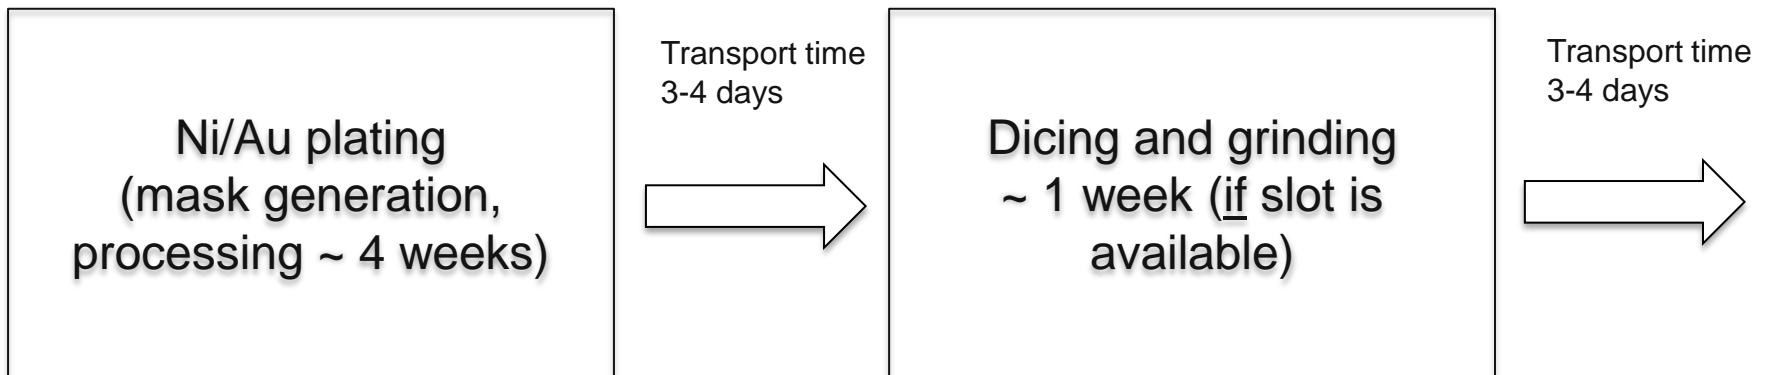 Ni/Au plating
(mask generation,
processing ~ 4 weeks)
Transport time
3-4 days
Dicing and grinding
~ 1 week (if slot is
available)
Transport time
3-4 days